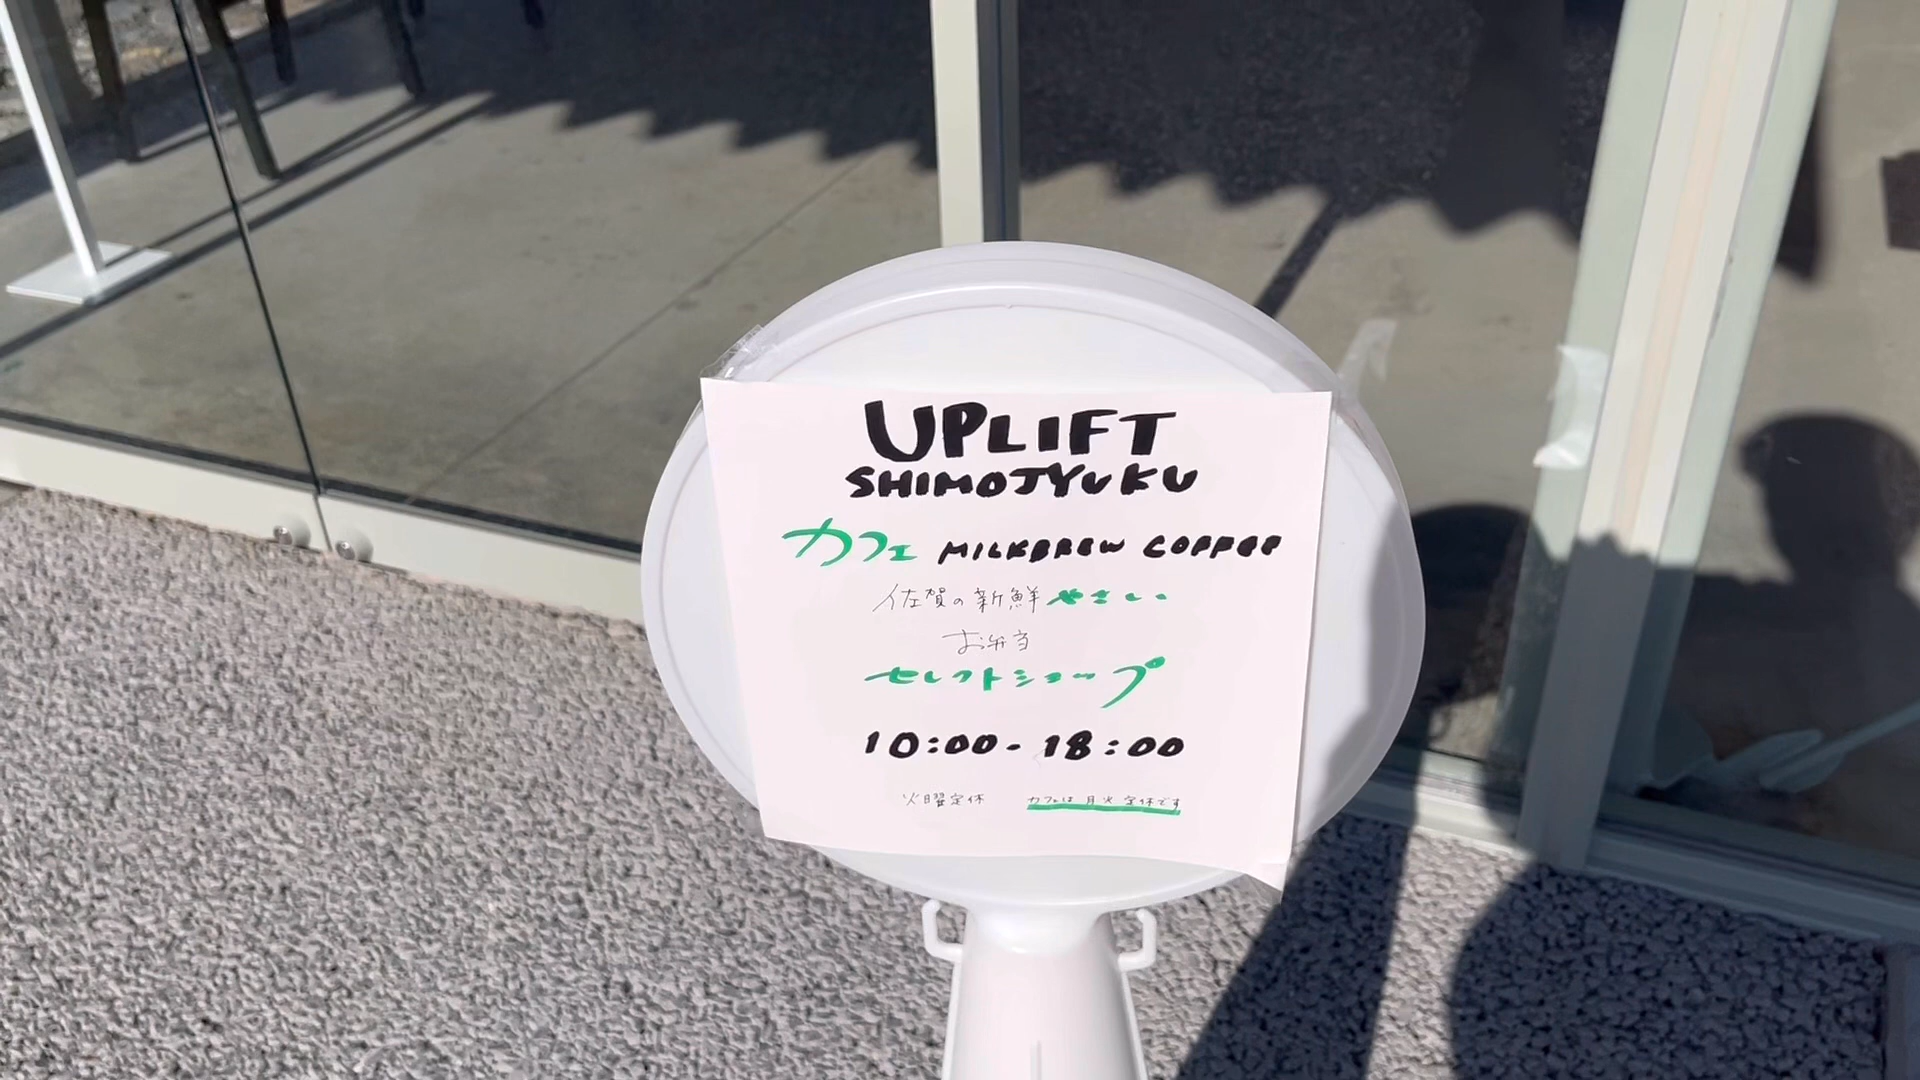 UPLIFT
SHIMOJYUKU
カフェ MILKBREW COFFEE
佐賀の新鮮やさい
お弁当
セレクトショップ
10:00-18:00
火曜定休 カフェは月火定休です